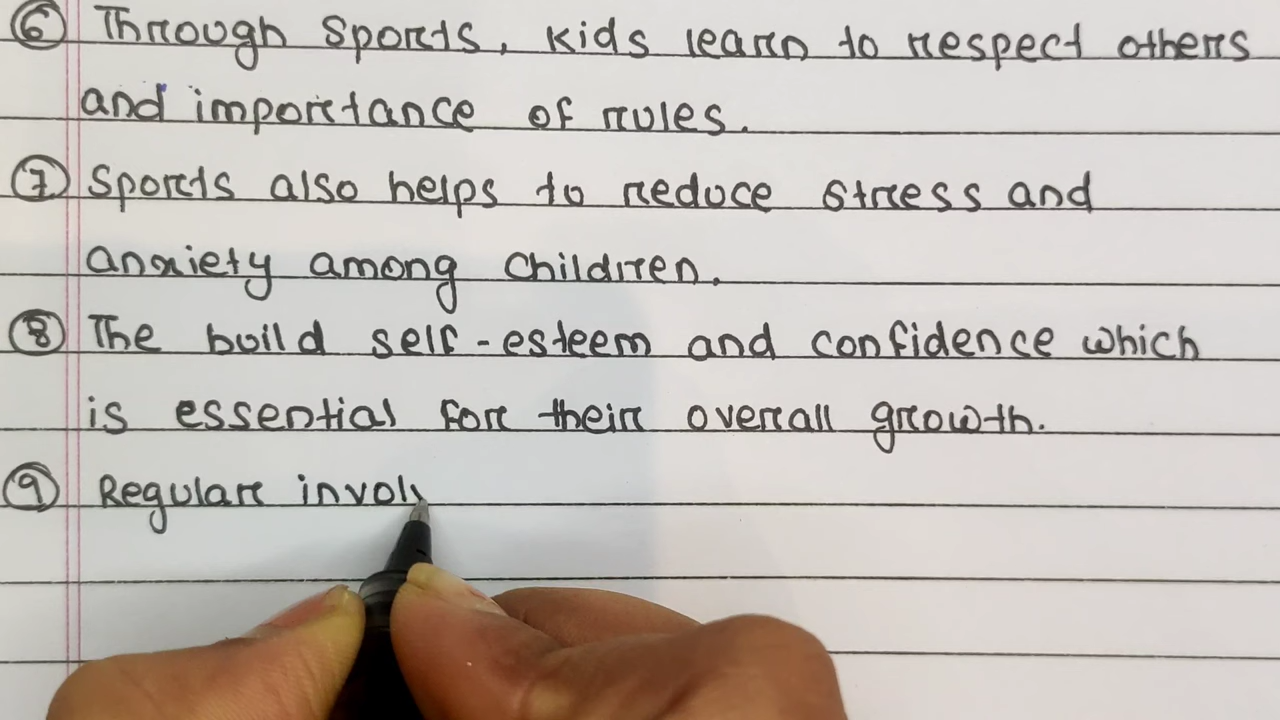 6 Through sports, kids learn to respect others
and importance of rules.
7 Sports also helps to reduce stress and
anxiety among children.
8 The build self-esteem and confidence which
is essential for their overall growth.
9 Regular involv